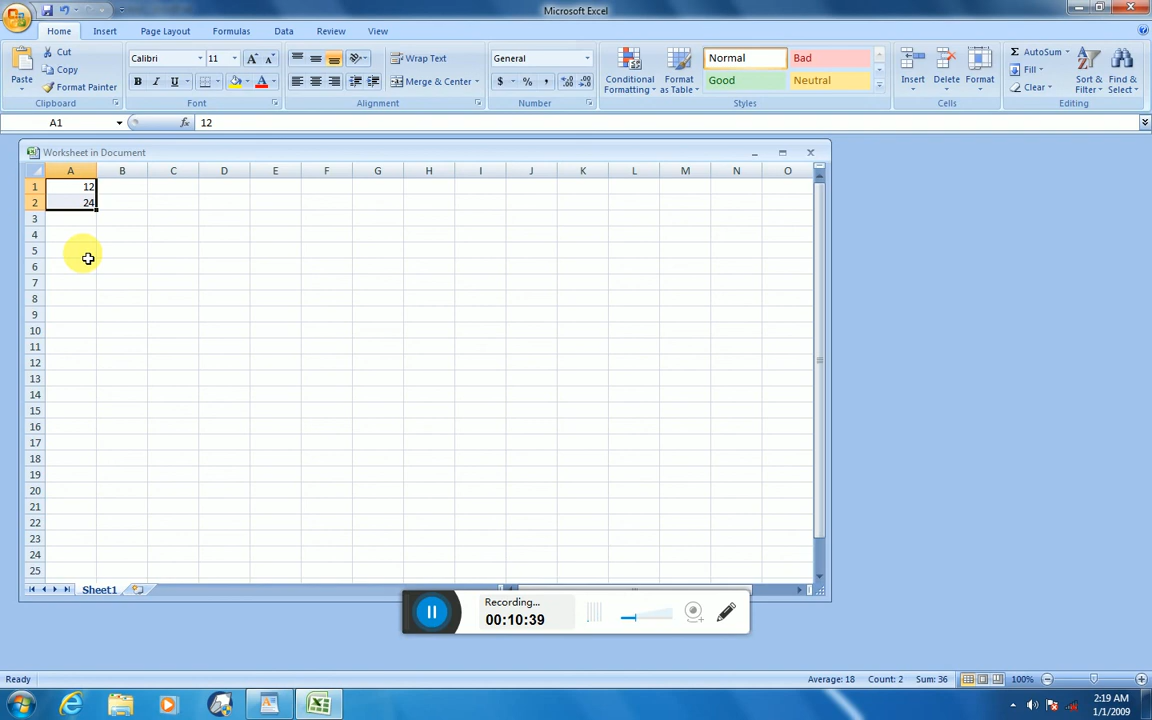 Microsoft Excel
Home Insert Page Layout Formulas Data Review View
Paste
Cut
Copy
Format Painter
Clipboard
Calibri 11
B I U
Font
Wrap Text
Merge & Center
Alignment
General
$ % ,
Number
Conditional Formatting
Format as Table
Normal Bad
Good Neutral
Styles
Insert Delete Format
Cells
AutoSum
Fill
Clear
Sort & Filter
Find & Select
Editing
A1 fx 12
Worksheet in Document
A B C D E F G H I J K L M N O
1 12
2 24
3
4
5
6
7
8
9
10
11
12
13
14
15
16
17
18
19
20
21
22
23
24
25
Sheet1
Recording...
00:10:39
Ready Average: 18 Count: 2 Sum: 36 100%
2:19 AM
1/1/2009